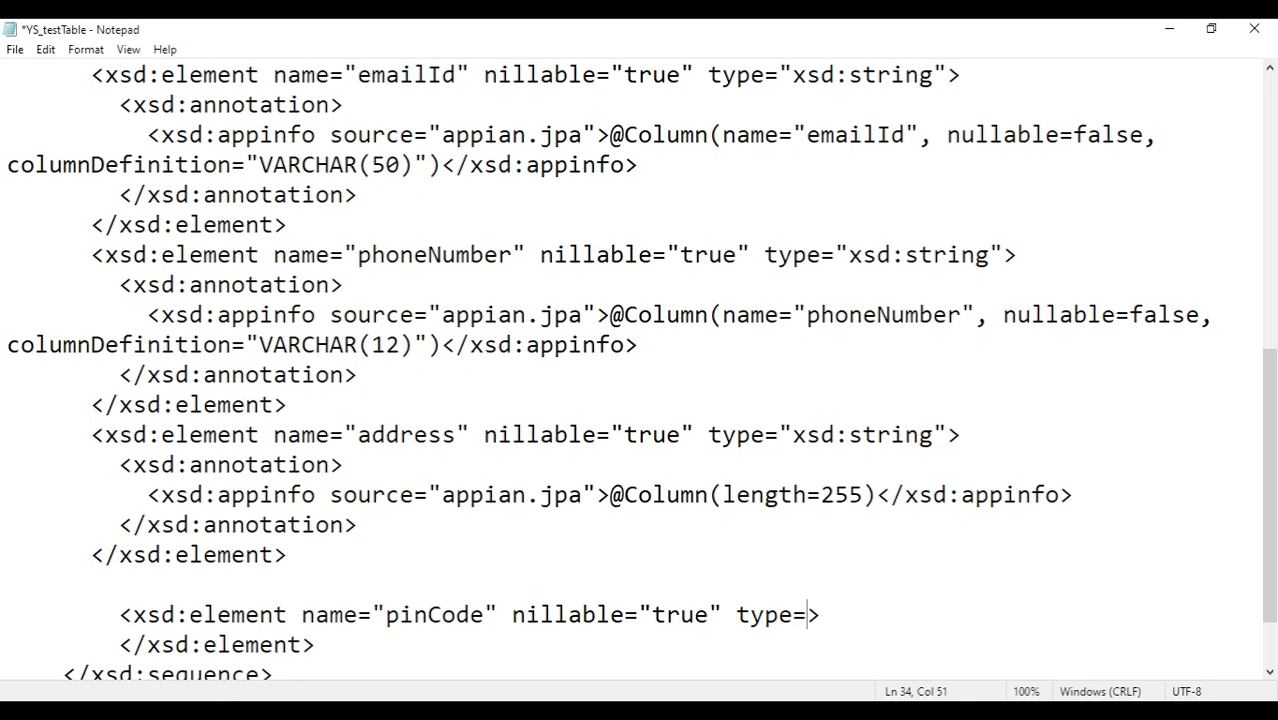 *YS_testTable - Notepad
File Edit Format View Help
<xsd:element name="emailId" nillable="true" type="xsd:string">
<xsd:annotation>
<xsd:appinfo source="appian.jpa">@Column(name="emailId", nullable=false,
columnDefinition="VARCHAR(50)")</xsd:appinfo>
</xsd:annotation>
</xsd:element>
<xsd:element name="phoneNumber" nillable="true" type="xsd:string">
<xsd:annotation>
<xsd:appinfo source="appian.jpa">@Column(name="phoneNumber", nullable=false,
columnDefinition="VARCHAR(12)")</xsd:appinfo>
</xsd:annotation>
</xsd:element>
<xsd:element name="address" nillable="true" type="xsd:string">
<xsd:annotation>
<xsd:appinfo source="appian.jpa">@Column(length=255)</xsd:appinfo>
</xsd:annotation>
</xsd:element>
<xsd:element name="pinCode" nillable="true" type=>
</xsd:element>
</xsd:sequence>
Ln 34, Col 51 100% Windows (CRLF) UTF-8